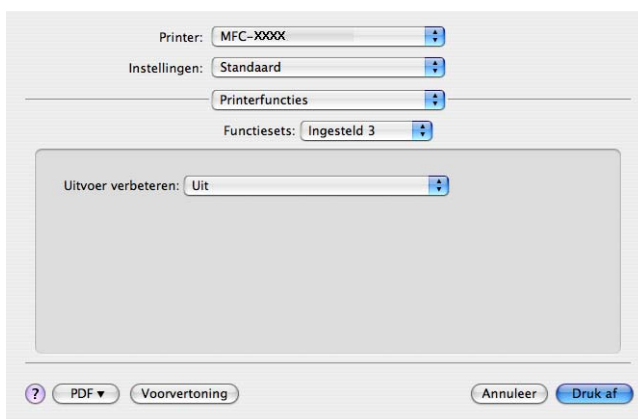 Printer: MFC-XXXX
Instellingen: Standaard
Printerfuncties
Functiesets: Ingesteld 3
Uitvoer verbeteren: Uit
? PDF ▼ Voorvertoning Annuleer Druk af